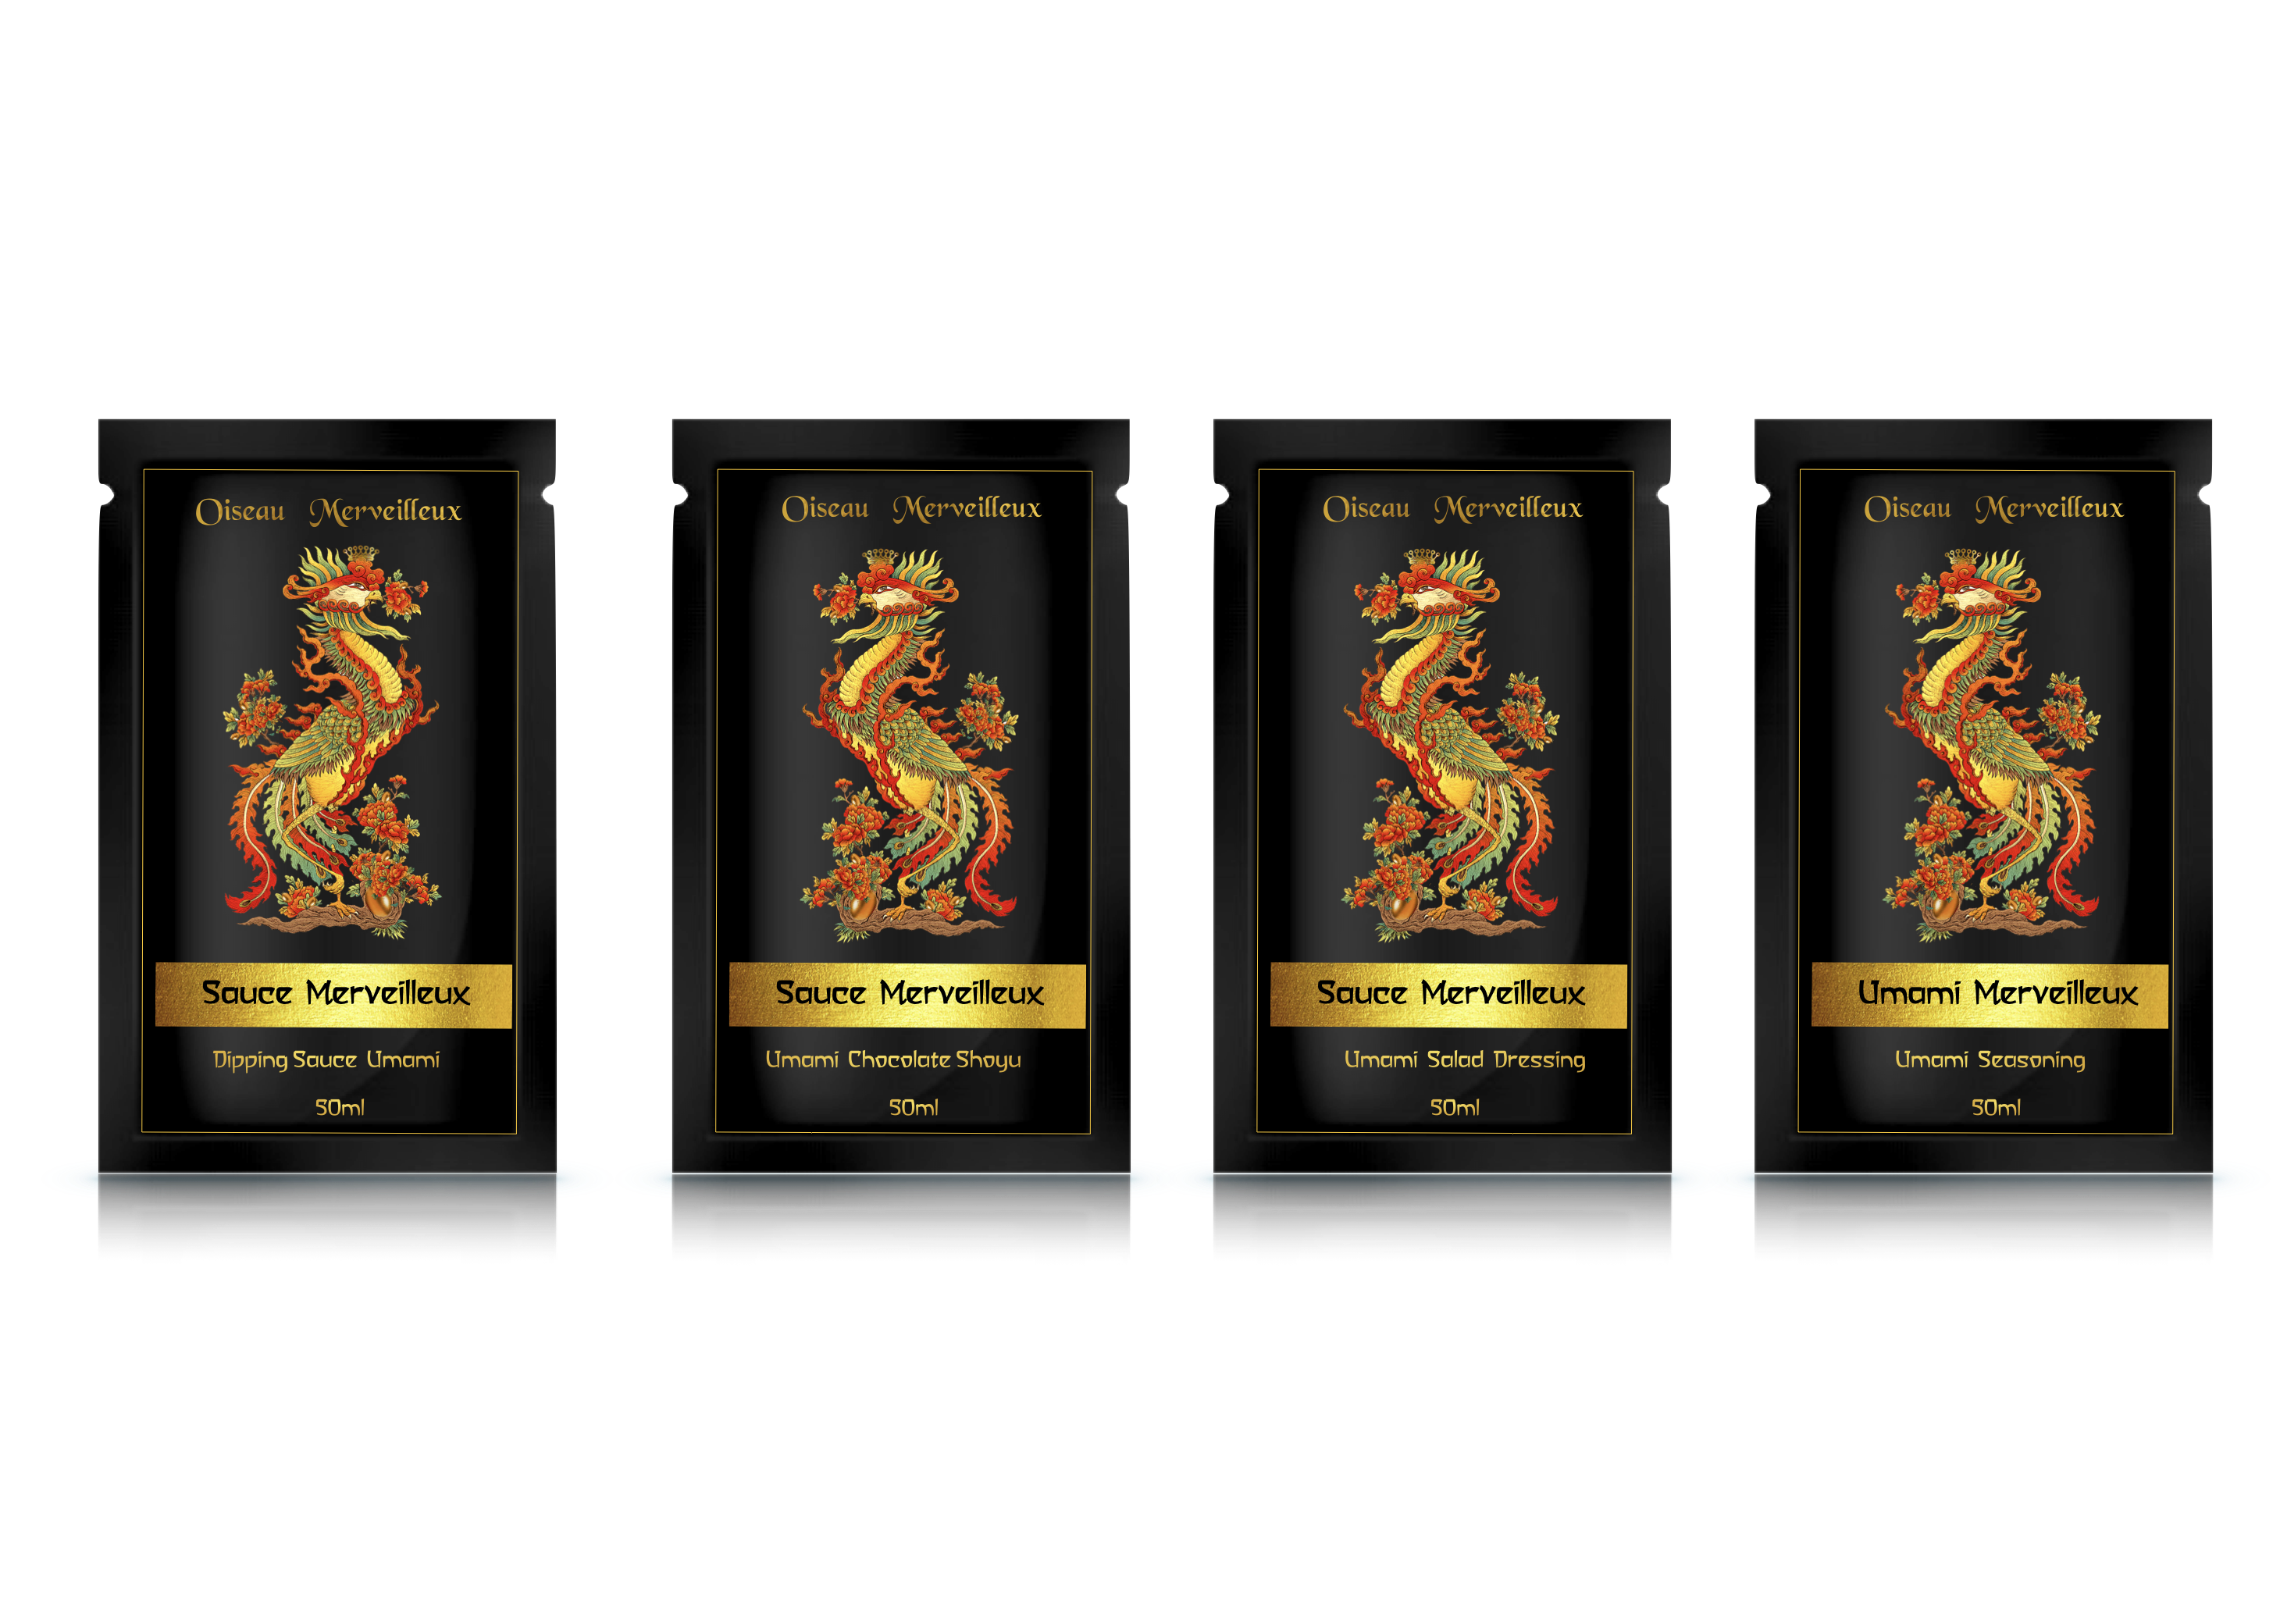 Oiseau Merveilleux
Sauce Merveilleux
Dipping Sauce Umami
50ml
Oiseau Merveilleux
Sauce Merveilleux
Umami Chocolate Shoyu
50ml
Oiseau Merveilleux
Sauce Merveilleux
Umami Salad Dressing
50ml
Oiseau Merveilleux
Umami Merveilleux
Umami Seasoning
50ml